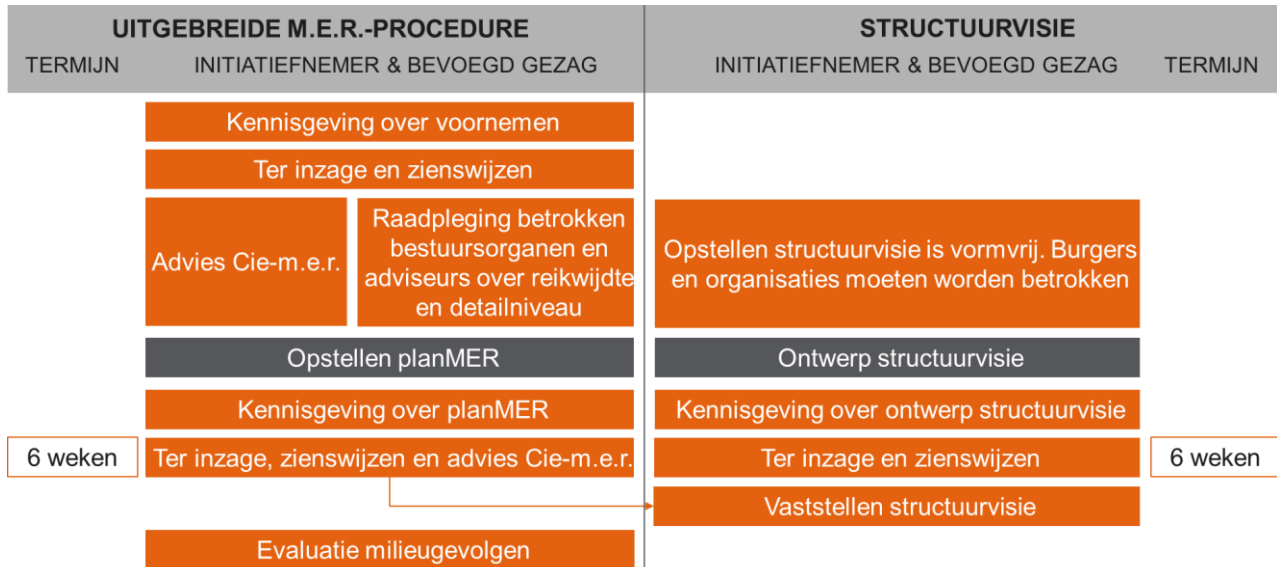 UITGEBREIDE M.E.R.-PROCEDURE
STRUCTUURVISIE
TERMIJN
INITIATIEFNEMER & BEVOEGD GEZAG
INITIATIEFNEMER & BEVOEGD GEZAG
TERMIJN
Kennisgeving over voornemen
Ter inzage en zienswijzen
Advies Cie-m.e.r.
Raadpleging betrokken
bestuursorganen en
adviseurs over reikwijdte
en detailniveau
Opstellen structuurvisie is vormvrij. Burgers
en organisaties moeten worden betrokken
Opstellen planMER
Ontwerp structuurvisie
Kennisgeving over planMER
Kennisgeving over ontwerp structuurvisie
6 weken
Ter inzage, zienswijzen en advies Cie-m.e.r.
Ter inzage en zienswijzen
6 weken
Vaststellen structuurvisie
Evaluatie milieugevolgen